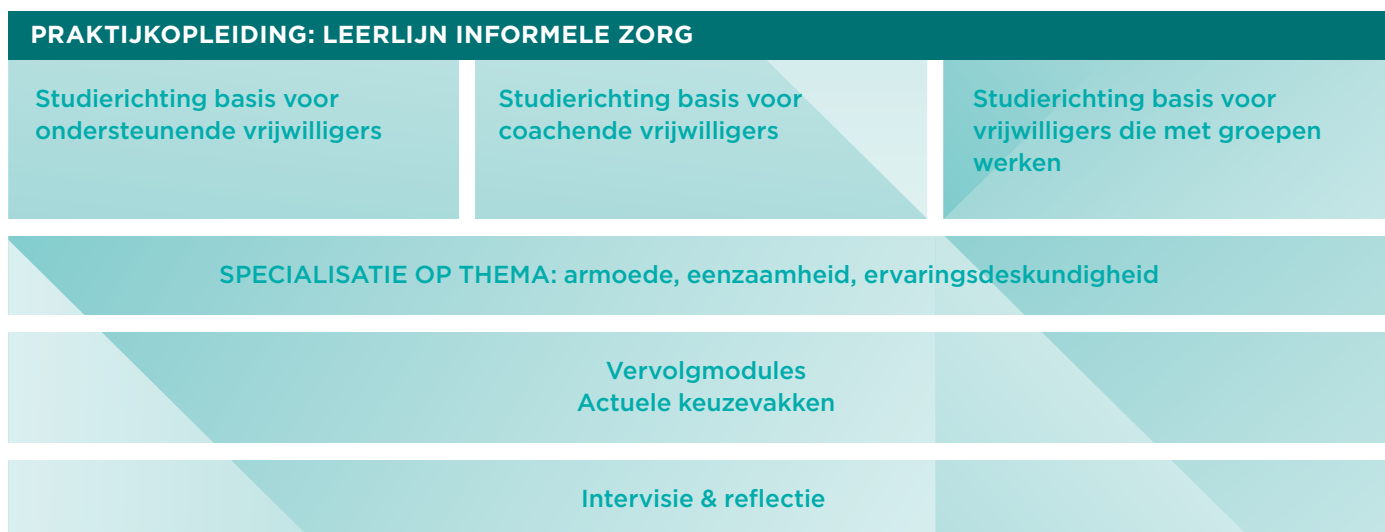 PRAKTIJKOPLEIDING: LEERLIJN INFORMELE ZORG
Studierichting basis voor
ondersteunende vrijwilligers
Studierichting basis voor
coachende vrijwilligers
Studierichting basis voor
vrijwilligers die met groepen
werken
SPECIALISATIE OP THEMA: armoede, eenzaamheid, ervaringsdeskundigheid
Vervolgmodules
Actuele keuzevakken
Intervisie & reflectie